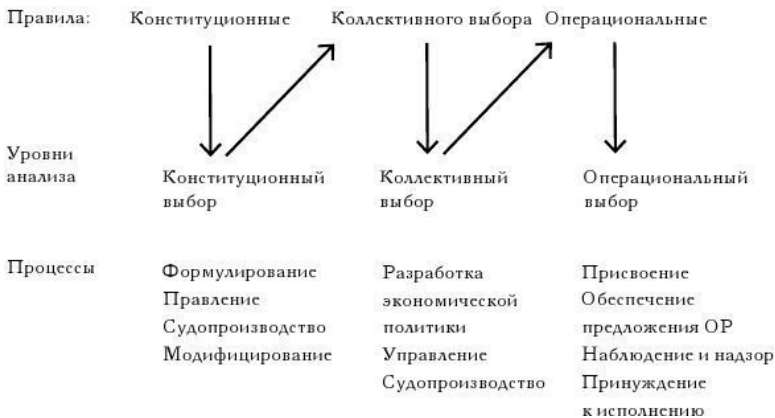 Правила: Конституционные Коллективного выбора Операциональные
Уровни
анализа Конституционный Коллективный Операциональный
выбор выбор выбор
Процессы Формулирование Разработка Присвоение
Правление экономической Обеспечение
Судопроизводство политики предложения ОР
Модифицирование Управление Наблюдение и надзор
Судопроизводство Принуждение
к исполнению